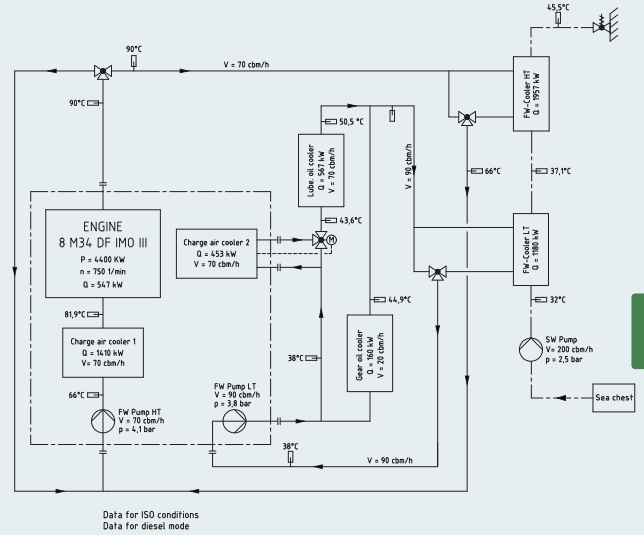 45,5°C
90°C
V = 70 cbm/h
FW-Cooler HT
Q = 1957 kW
90°C
50,5 °C
Lube. oil cooler
Q = 567 kW
V = 70 cbm/h
V = 90 cbm/h
66°C
37,1°C
43,6°C
ENGINE
8 M34 DF IMO III
P = 4400 KW
n = 750 1/min
Q = 547 kW
Charge air cooler 2
Q = 453 kW
V = 70 cbm/h
M
FW-Cooler LT
Q = 1180 kW
81,9°C
44,9°C
32°C
Charge air cooler 1
Q = 1410 kW
V= 70 cbm/h
38°C
Gear oil cooler
Q = 160 kW
V = 20 cbm/h
SW Pump
V= 200 cbm/h
p = 2,5 bar
66°C
FW Pump LT
V = 90 cbm/h
p = 3,8 bar
Sea chest
FW Pump HT
V = 70 cbm/h
p = 4,1 bar
38°C
V = 90 cbm/h
Data for ISO conditions
Data for diesel mode